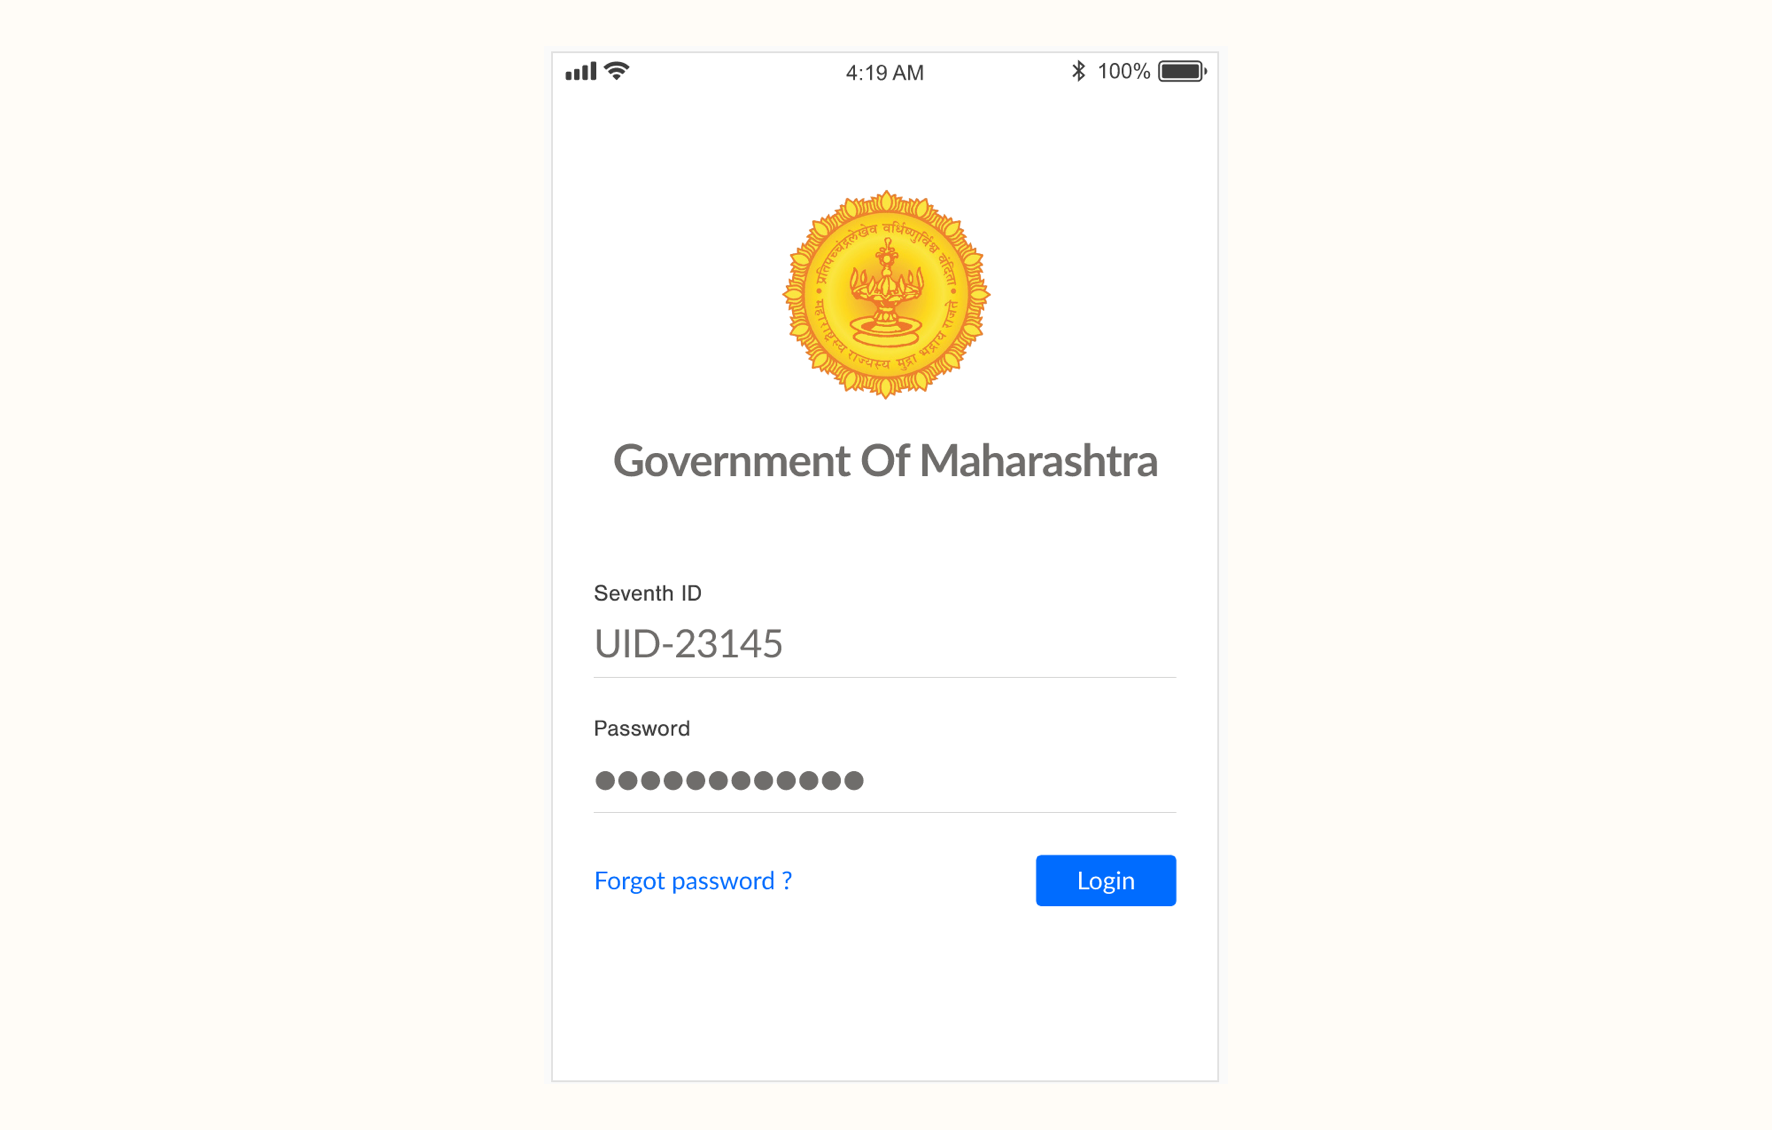 4:19 AM
100%
प्रतिपच्चंद्रलेखेव वर्धिष्णुर्विश्व वंदिता
महाराष्ट्रस्य राज्यस्य मुद्रा भद्राय राजते
Government Of Maharashtra
Seventh ID
UID-23145
Password
Forgot password ?
Login